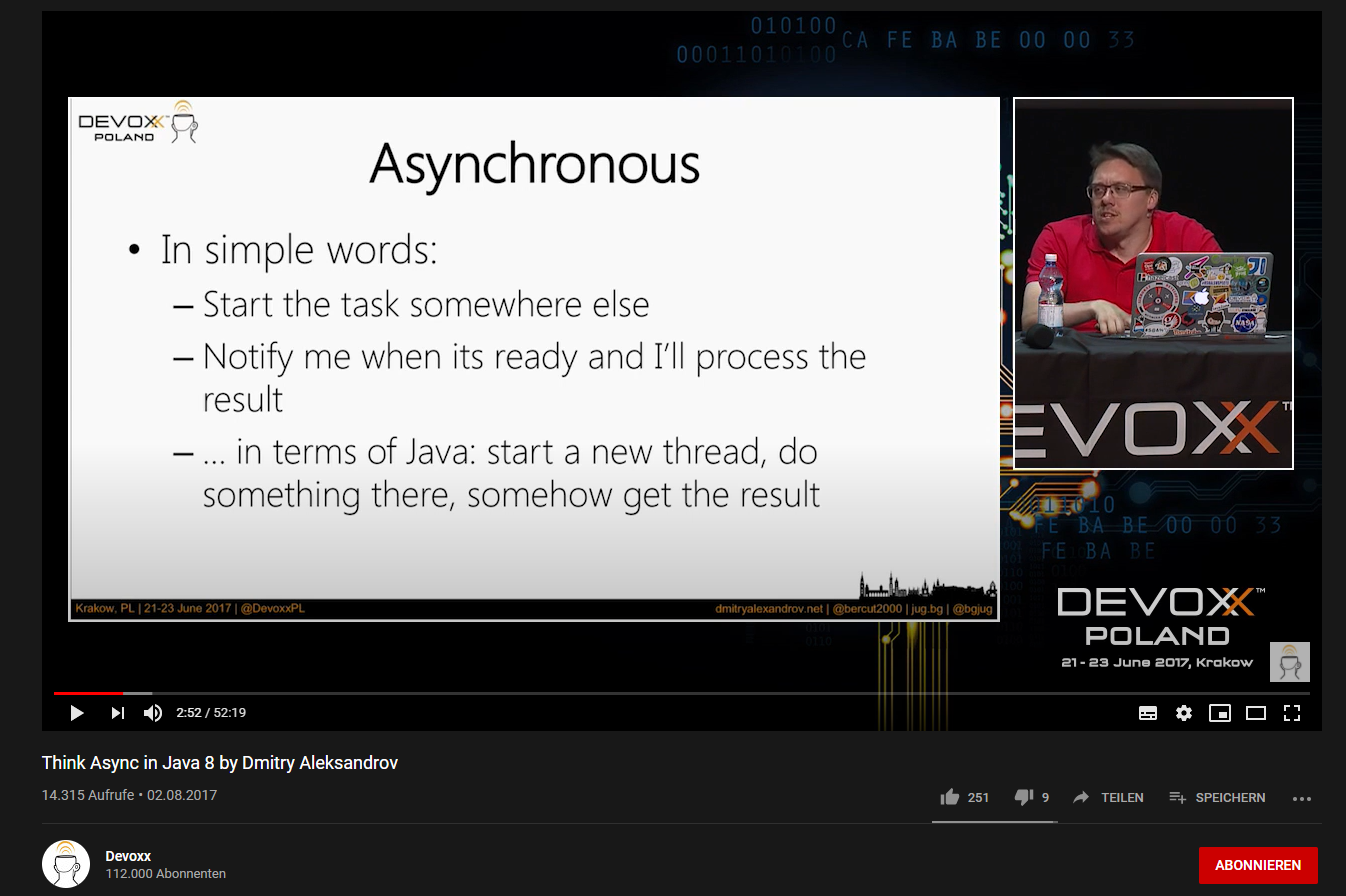 010100
CA FE BA BE 00 00 33
00011010100
DEVOXX™
POLAND
Asynchronous
• In simple words:
– Start the task somewhere else
– Notify me when its ready and I'll process the
result
– ... in terms of Java: start a new thread, do
something there, somehow get the result
Krakow, PL | 21-23 June 2017 | @DevoxxPL
dmitryalexandrov.net | @bercut2000 | jug.bg | @bgjug
NASA
EVOXX™
FE BA BE 00 00 33
FE BA BE
DEVOXX™
POLAND
21 - 23 June 2017, Krakow
2:52 / 52:19
Think Async in Java 8 by Dmitry Aleksandrov
14.315 Aufrufe • 02.08.2017
251
9
TEILEN
SPEICHERN
Devoxx
112.000 Abonnenten
ABONNIEREN